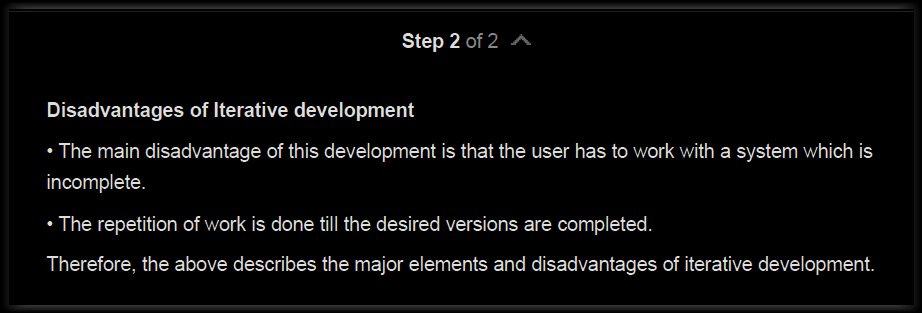 Step 2 of 2
Disadvantages of Iterative development
• The main disadvantage of this development is that the user has to work with a system which is
incomplete.
• The repetition of work is done till the desired versions are completed.
Therefore, the above describes the major elements and disadvantages of iterative development.